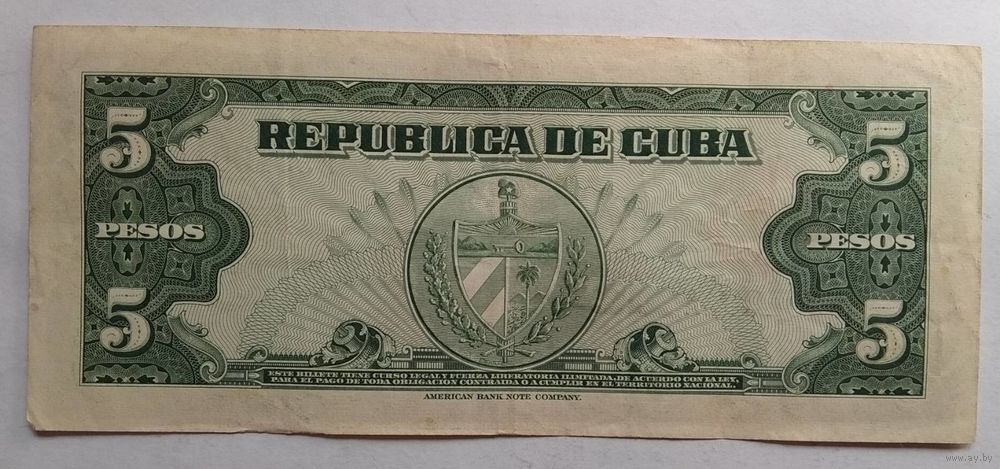 5 5
REPUBLICA DE CUBA
PESOS PESOS
5 5
ESTE BILLETE TIENE CURSO LEGAL Y FUERZA LIBERATORIA ILIMITADA, DE ACUERDO CON LA LEY,
PARA EL PAGO DE TODA OBLIGACION CONTRAIDA O A CUMPLIR EN EL TERRITORIO NACIONAL.
AMERICAN BANK NOTE COMPANY.
www.ay.by